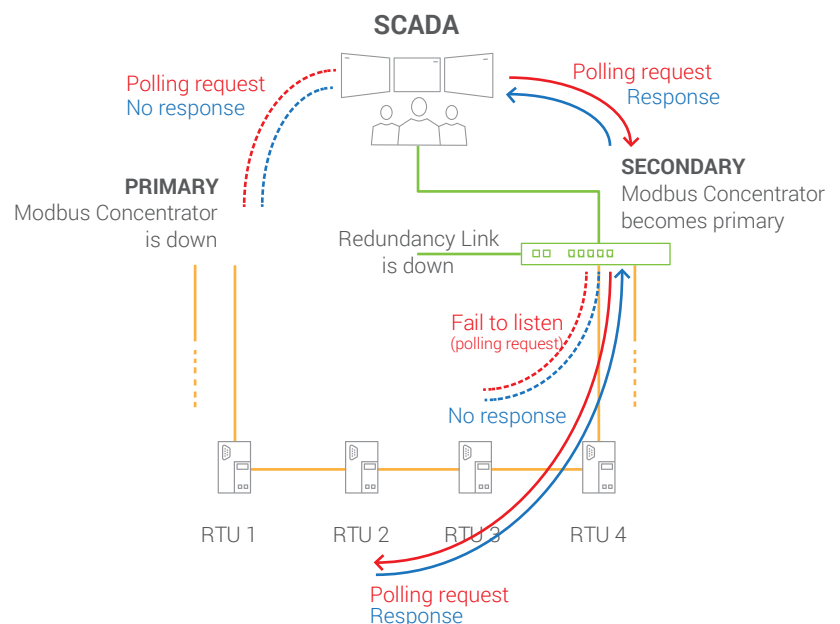 SCADA
Polling request
No response
Polling request
Response
PRIMARY
Modbus Concentrator
is down
SECONDARY
Modbus Concentrator
becomes primary
Redundancy Link
is down
Fail to listen
(polling request)
No response
RTU 1
RTU 2
RTU 3
RTU 4
Polling request
Response